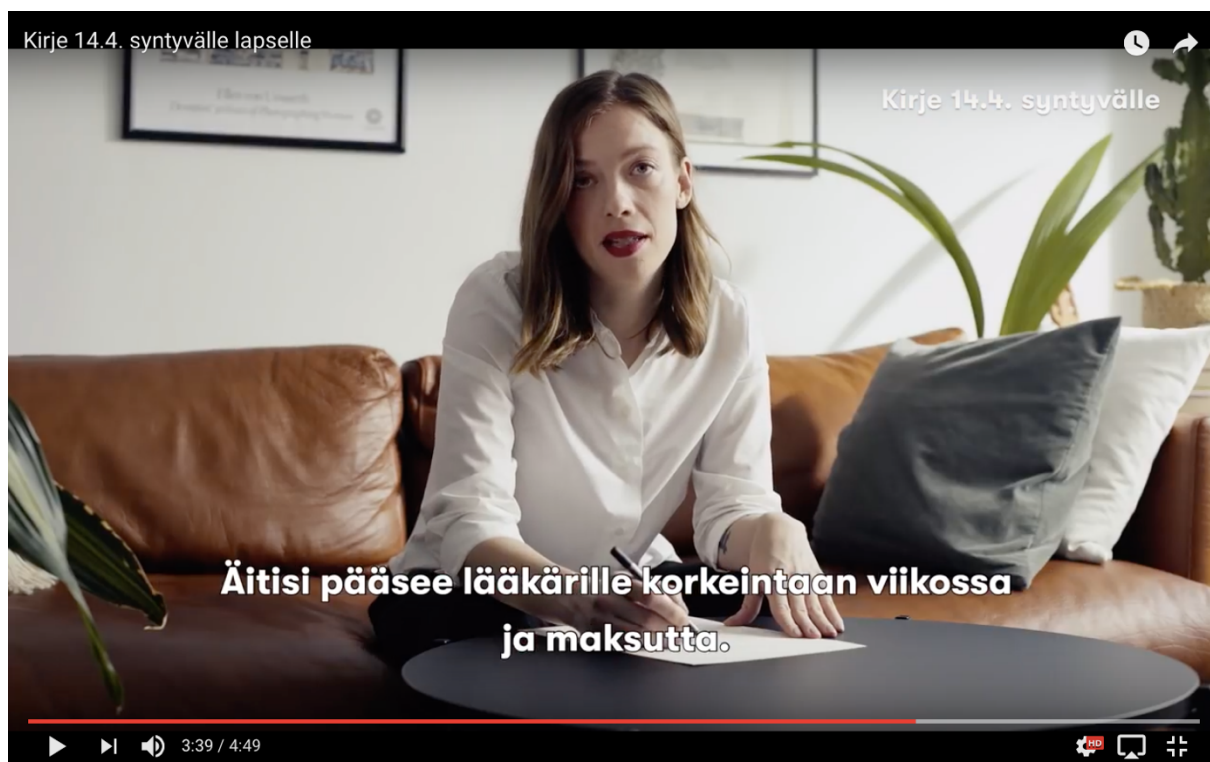 Kirje 14.4. syntyvälle lapselle
Kirje 14.4. syntyvälle
Äitisi pääsee lääkärille korkeintaan viikossa
ja maksutta.
3:39 / 4:49
HD